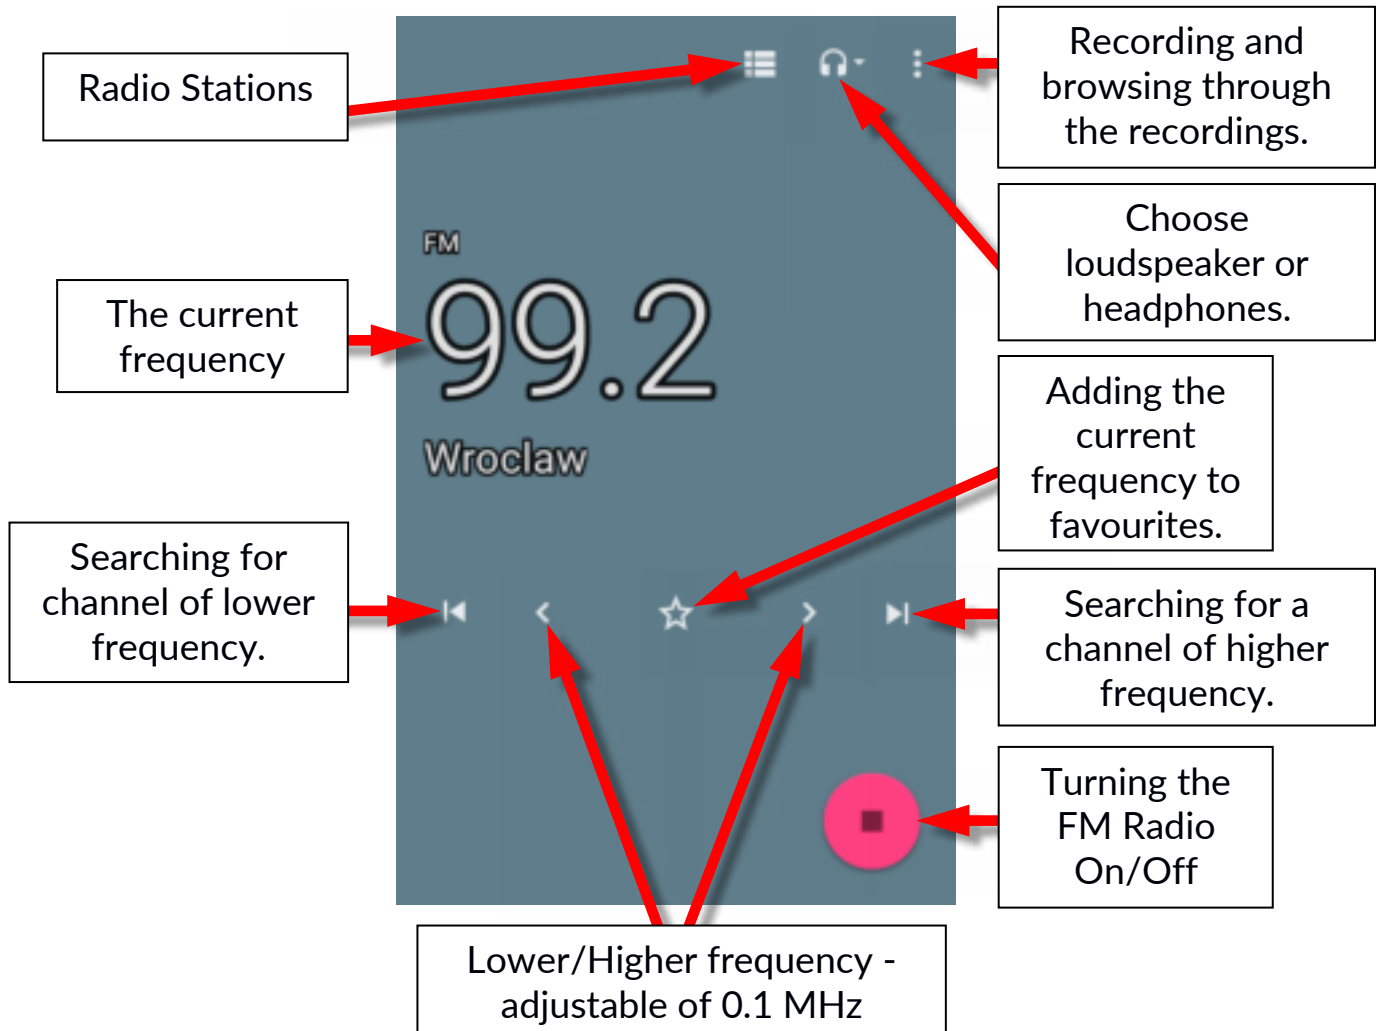 Radio Stations
Recording and
browsing through
the recordings.
Choose
loudspeaker or
headphones.
FM
99.2
Wroclaw
The current
frequency
Adding the
current
frequency to
favourites.
Searching for
channel of lower
frequency.
Searching for a
channel of higher
frequency.
Turning the
FM Radio
On/Off
Lower/Higher frequency -
adjustable of 0.1 MHz